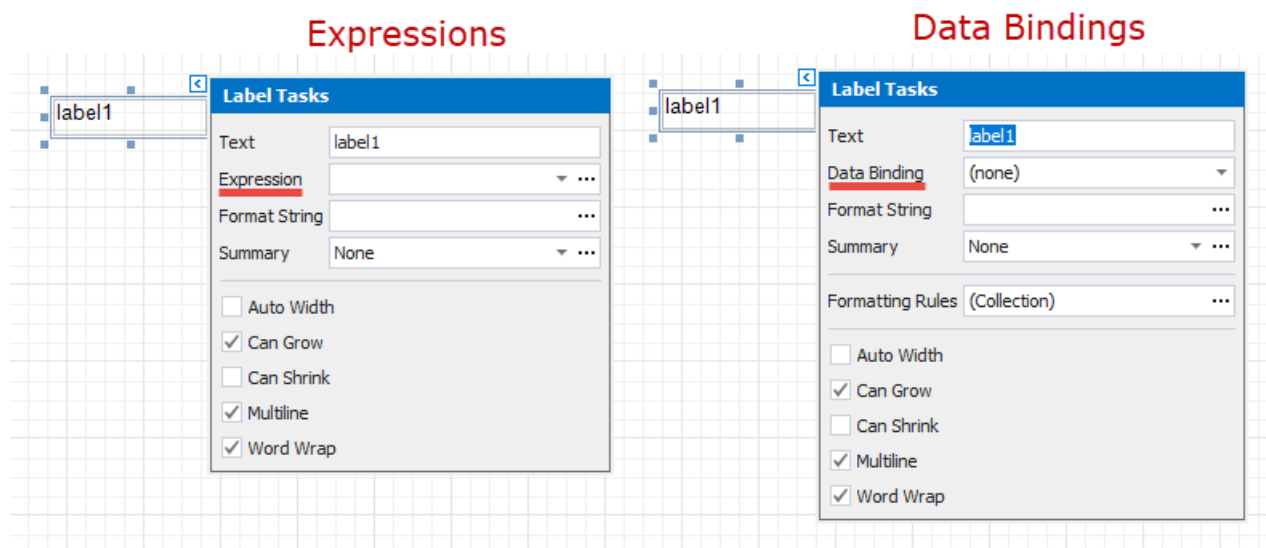 Expressions
label1
Label Tasks
Text label1
Expression
Format String
Summary None
Auto Width
Can Grow
Can Shrink
Multiline
Word Wrap
Data Bindings
label1
Label Tasks
Text label1
Data Binding (none)
Format String
Summary None
Formatting Rules (Collection)
Auto Width
Can Grow
Can Shrink
Multiline
Word Wrap